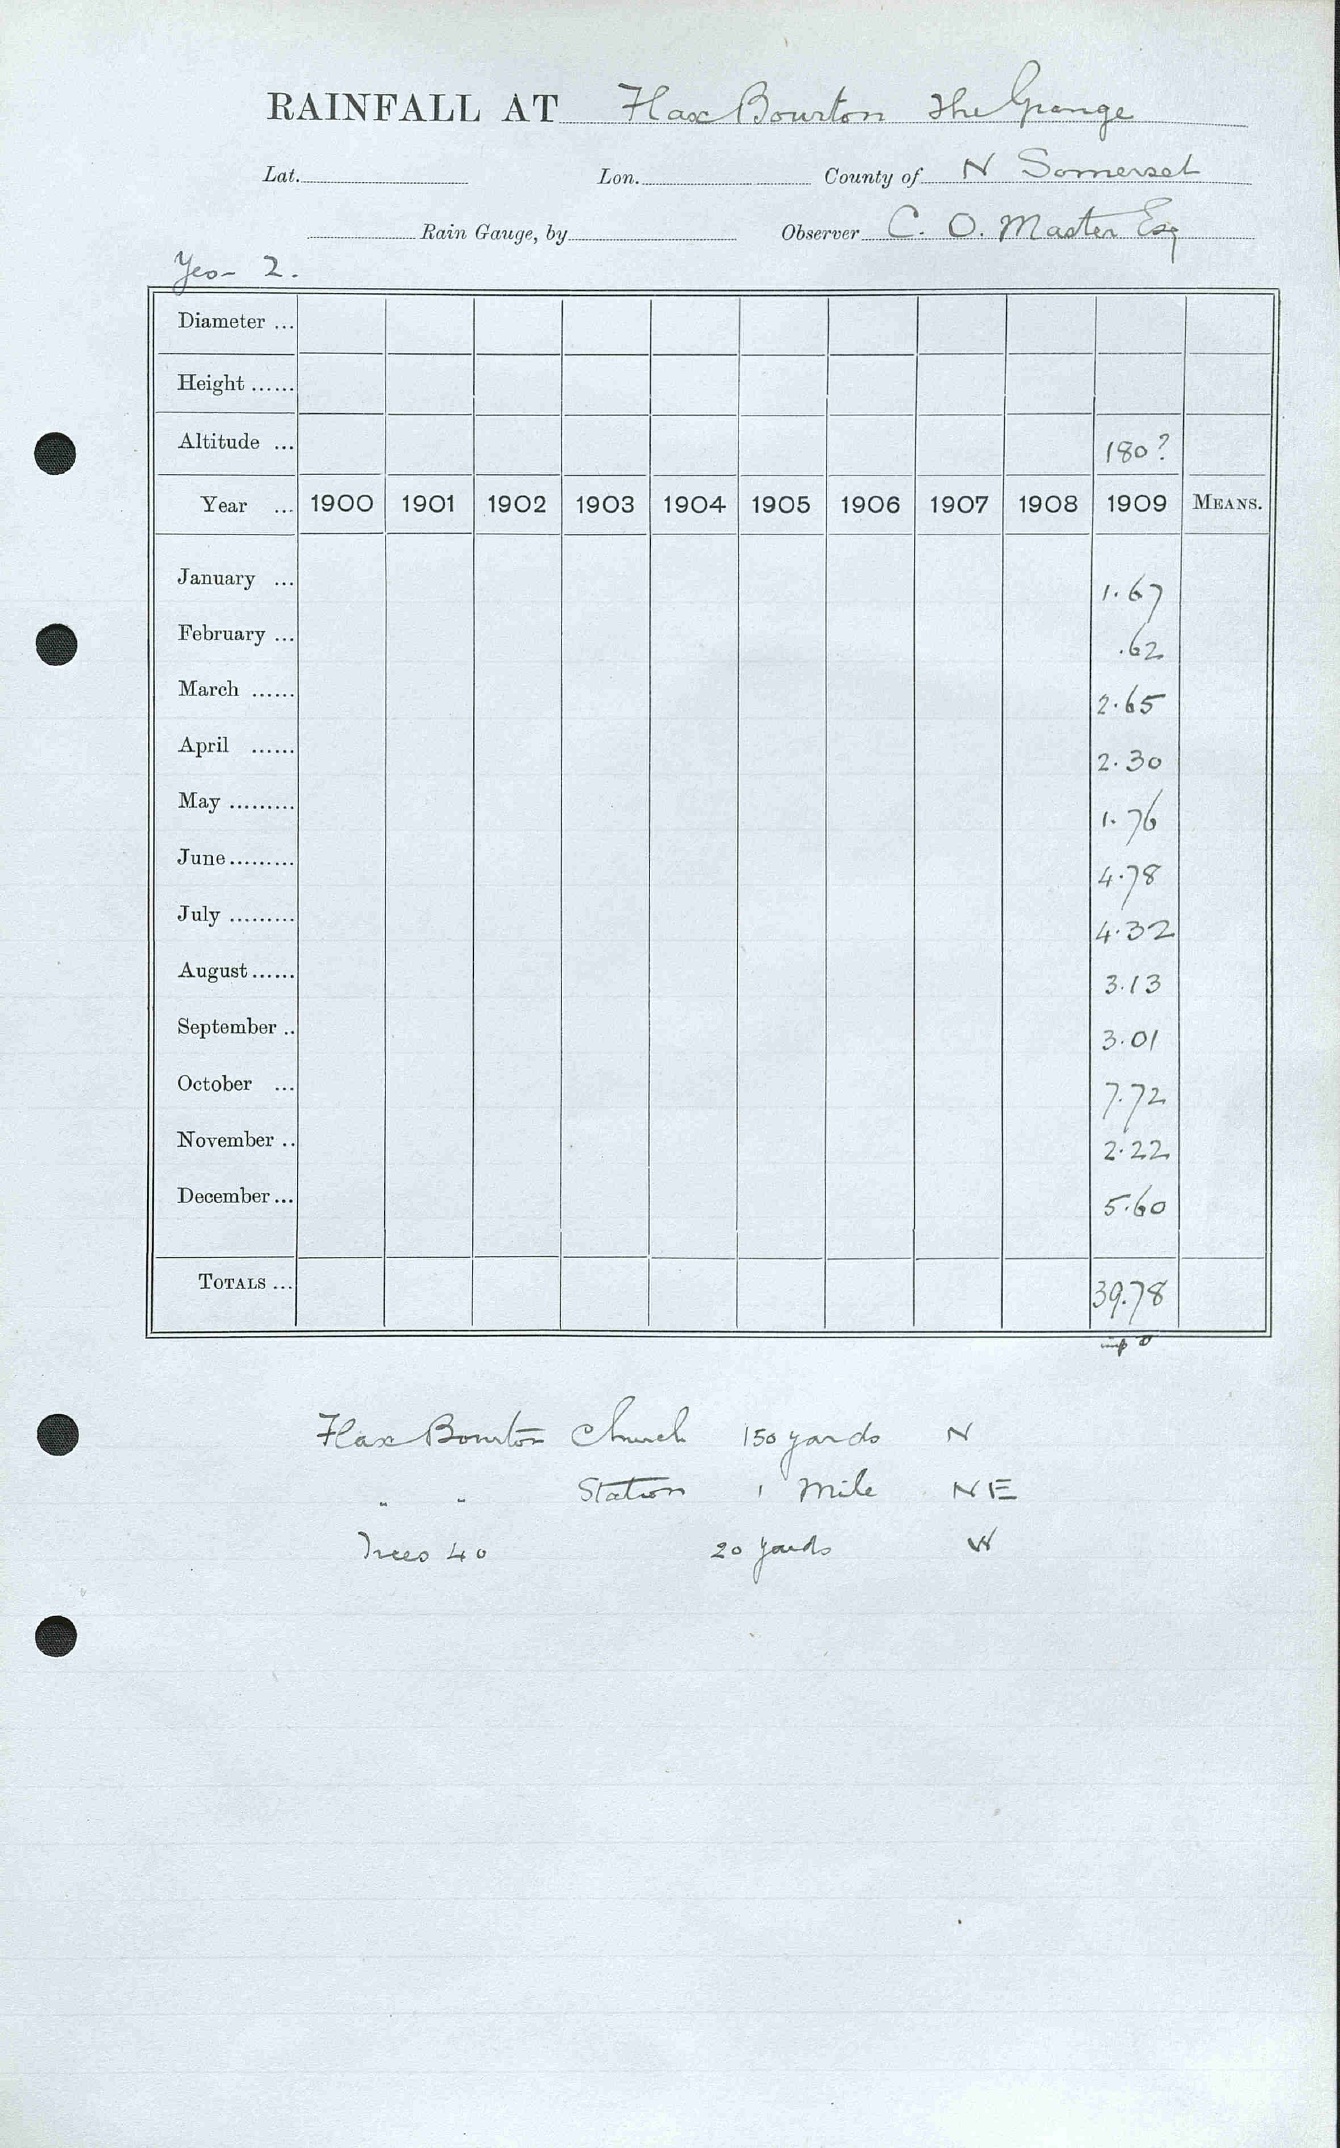 RAINFALL AT Flax Bourton The Grange
Lat. Lon. County of N Somerset
Rain Gauge, by Observer C. O. Master Esq
Yeo - 2.
Diameter ...
Height ......
Altitude ... 180?
Year ... 1900 1901 1902 1903 1904 1905 1906 1907 1908 1909 MEANS.
January ... 1.67
February ... .62
March ...... 2.65
April ...... 2.30
May ......... 1.76
June ......... 4.78
July ......... 4.32
August ...... 3.13
September .. 3.01
October ... 7.72
November .. 2.22
December ... 5.60
TOTALS ... 39.78
Flax Bourton Church 150 yards N
" " Station 1 Mile NE
Trees 40 20 yards W